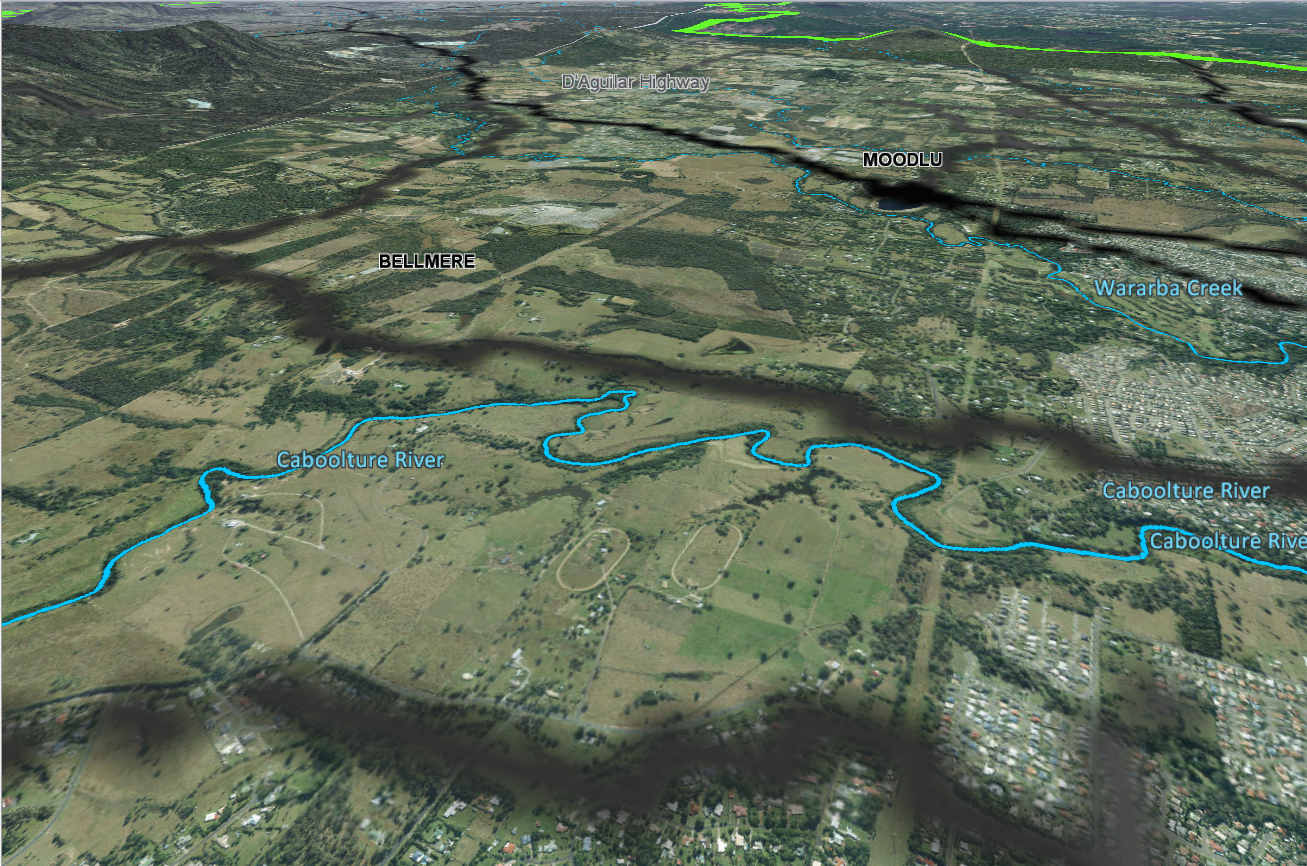 D'Aguilar Highway
MOODLU
BELLMERE
Wararba Creek
Caboolture River
Caboolture River
Caboolture Rive